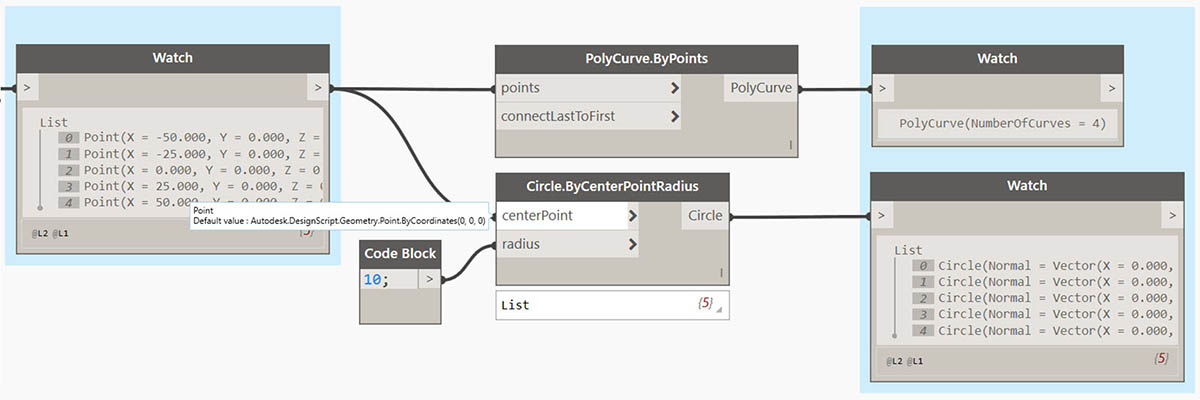 Watch
>
>
List
0 Point(X = -50.000, Y = 0.000, Z =
1 Point(X = -25.000, Y = 0.000, Z =
2 Point(X = 0.000, Y = 0.000, Z = 0
3 Point(X = 25.000, Y = 0.000, Z =
4 Point(X = 50.000, Y = 0.000, Z =
@L2 @L1
Point
Default value : Autodesk.DesignScript.Geometry.Point.ByCoordinates(0, 0, 0)
Code Block
10;
>
PolyCurve.ByPoints
points > PolyCurve
connectLastToFirst >
l
Circle.ByCenterPointRadius
centerPoint > Circle
radius >
l
List {5}
Watch
>
>
PolyCurve(NumberOfCurves = 4)
Watch
>
>
List
0 Circle(Normal = Vector(X = 0.000,
1 Circle(Normal = Vector(X = 0.000,
2 Circle(Normal = Vector(X = 0.000,
3 Circle(Normal = Vector(X = 0.000,
4 Circle(Normal = Vector(X = 0.000,
@L2 @L1 {5}